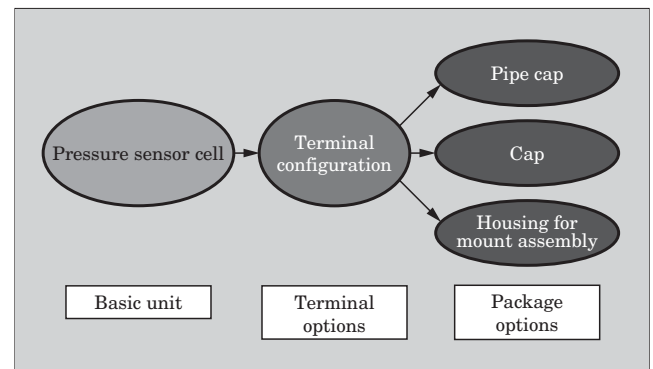 Pipe cap
Pressure sensor cell
Terminal
configuration
Cap
Housing for
mount assembly
Basic unit
Terminal
options
Package
options